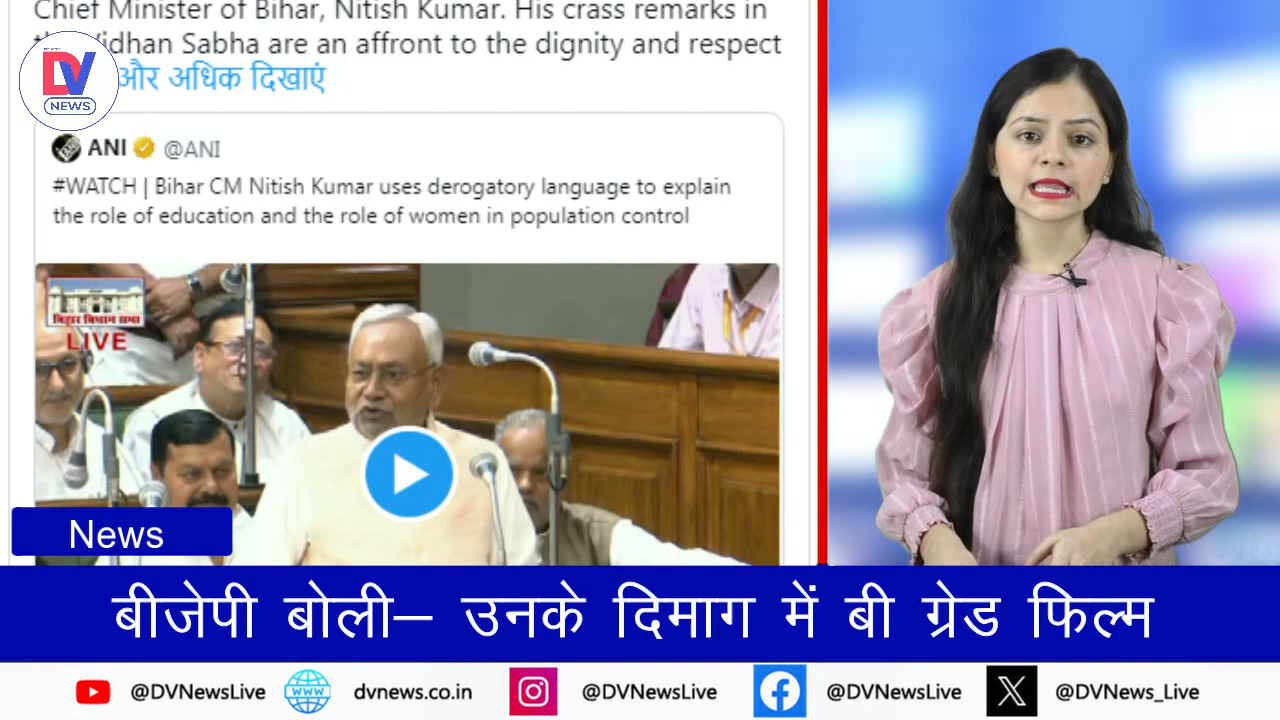 Chief Minister of Bihar, Nitish Kumar. His crass remarks in
Vidhan Sabha are an affront to the dignity and respect
और अधिक दिखाएं
DV
NEWS
ANI @ANI
#WATCH | Bihar CM Nitish Kumar uses derogatory language to explain
the role of education and the role of women in population control
बिहार विधान सभा
LIVE
News
बीजेपी बोली– उनके दिमाग में बी ग्रेड फिल्म
@DVNewsLive
WWW
dvnews.co.in
@DVNewsLive
@DVNewsLive
@DVNews_Live